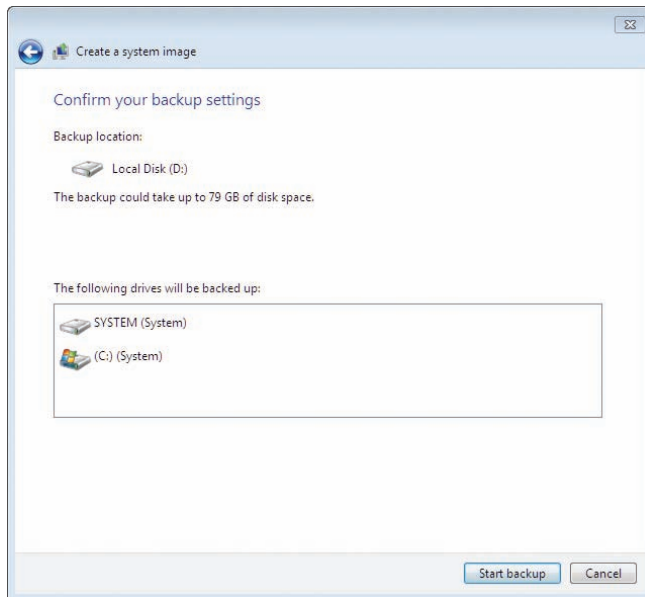 Create a system image
Confirm your backup settings
Backup location:
Local Disk (D:)
The backup could take up to 79 GB of disk space.
The following drives will be backed up:
SYSTEM (System)
(C:) (System)
Start backup Cancel